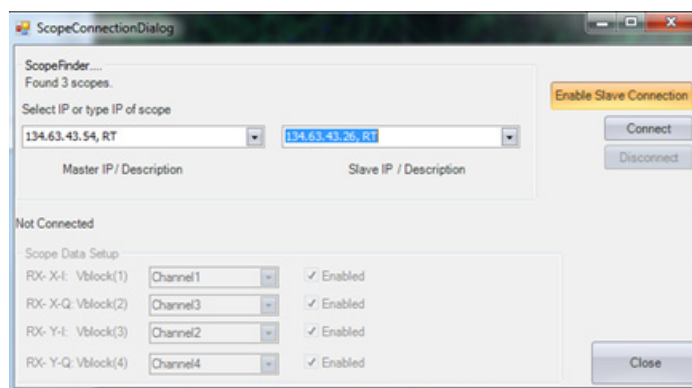 ScopeConnectionDialog
ScopeFinder....
Found 3 scopes.
Select IP or type IP of scope
134.63.43.54, RT 134.63.43.26, RT
Master IP / Description Slave IP / Description
Enable Slave Connection
Connect
Disconnect
Not Connected
Scope Data Setup
RX- X-I: Vblock(1) Channel1 Enabled
RX- X-Q: Vblock(2) Channel3 Enabled
RX- Y-I: Vblock(3) Channel2 Enabled
RX- Y-Q: Vblock(4) Channel4 Enabled
Close